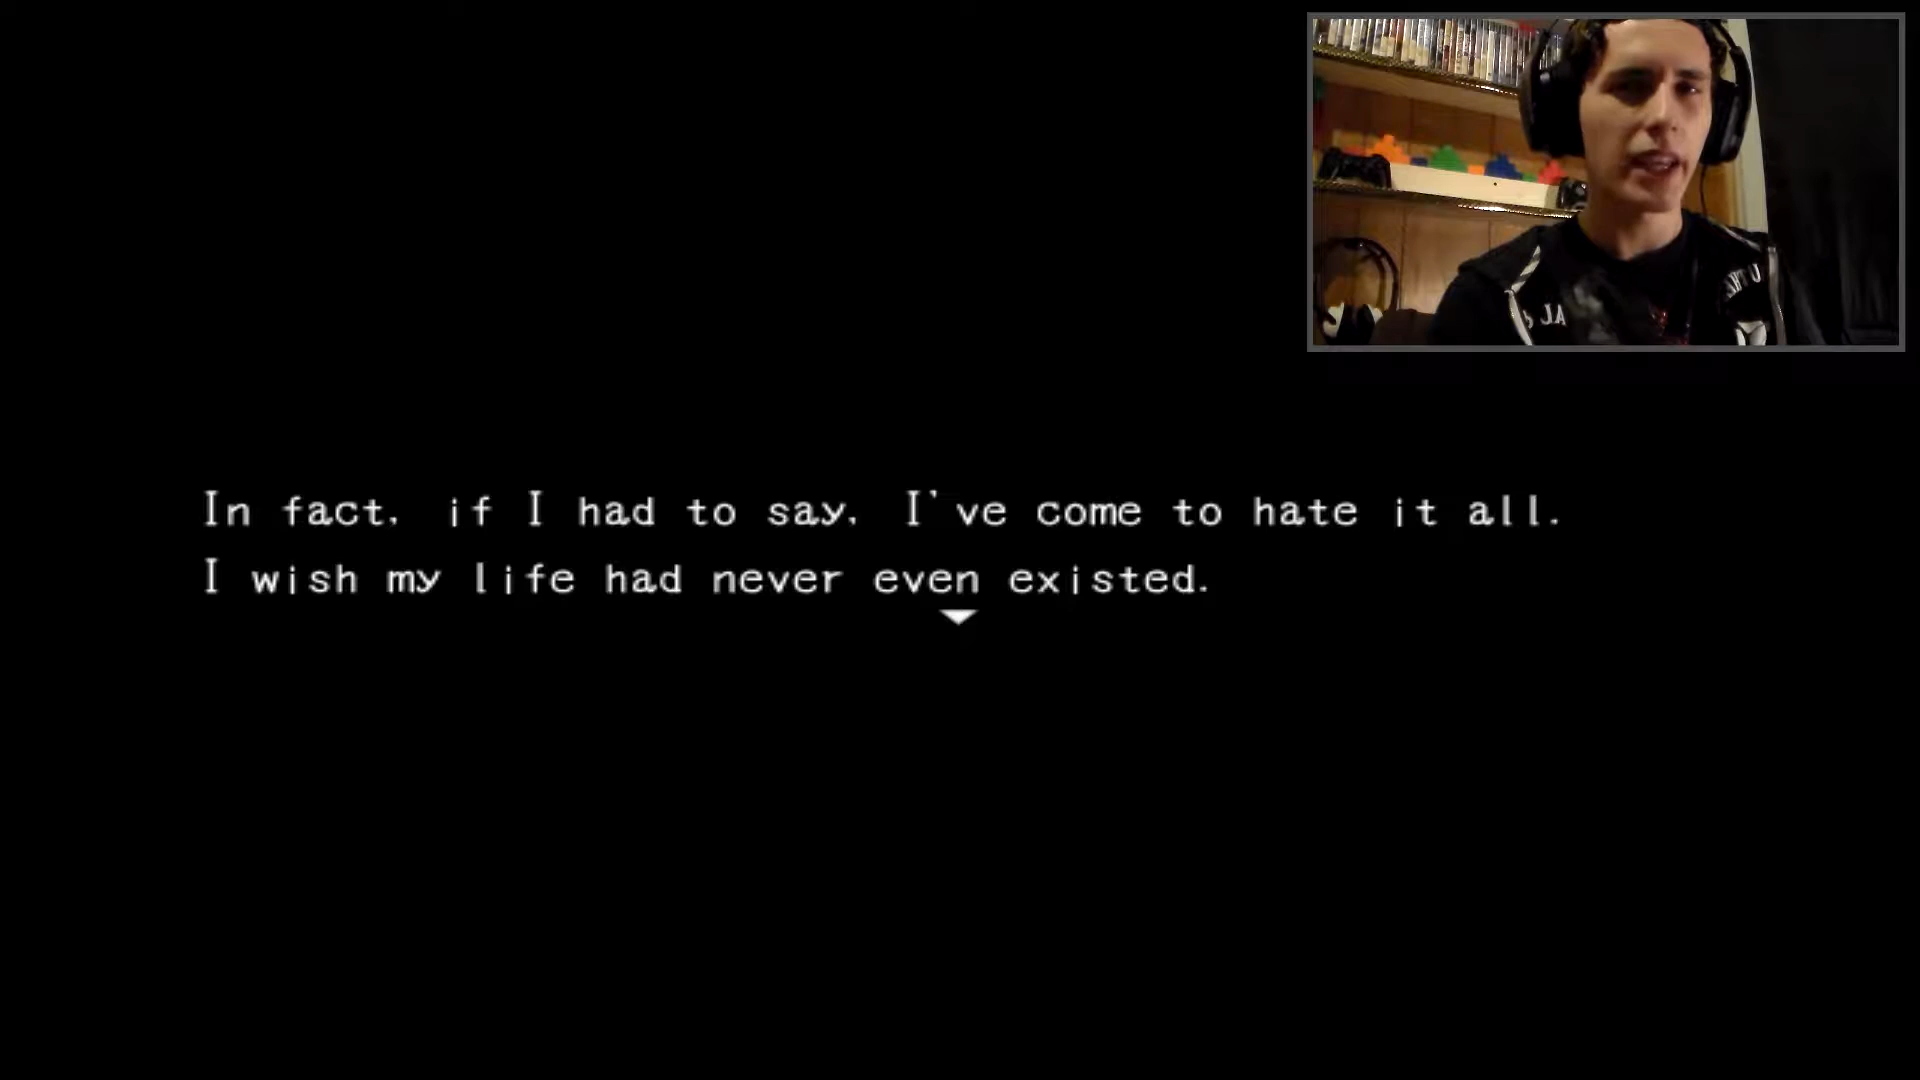 In fact, if I had to say, I've come to hate it all.
I wish my life had never even existed.